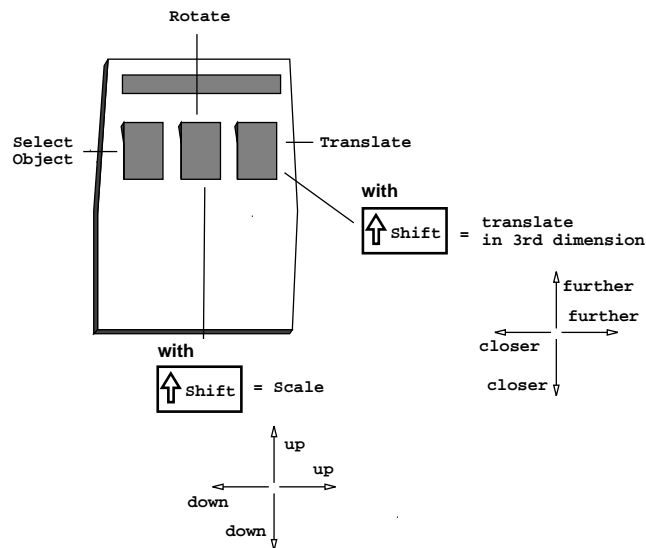 Rotate
Select
Object
Translate
with
Shift = translate
in 3rd dimension
further
further
closer
closer
with
Shift = Scale
up
up
down
down